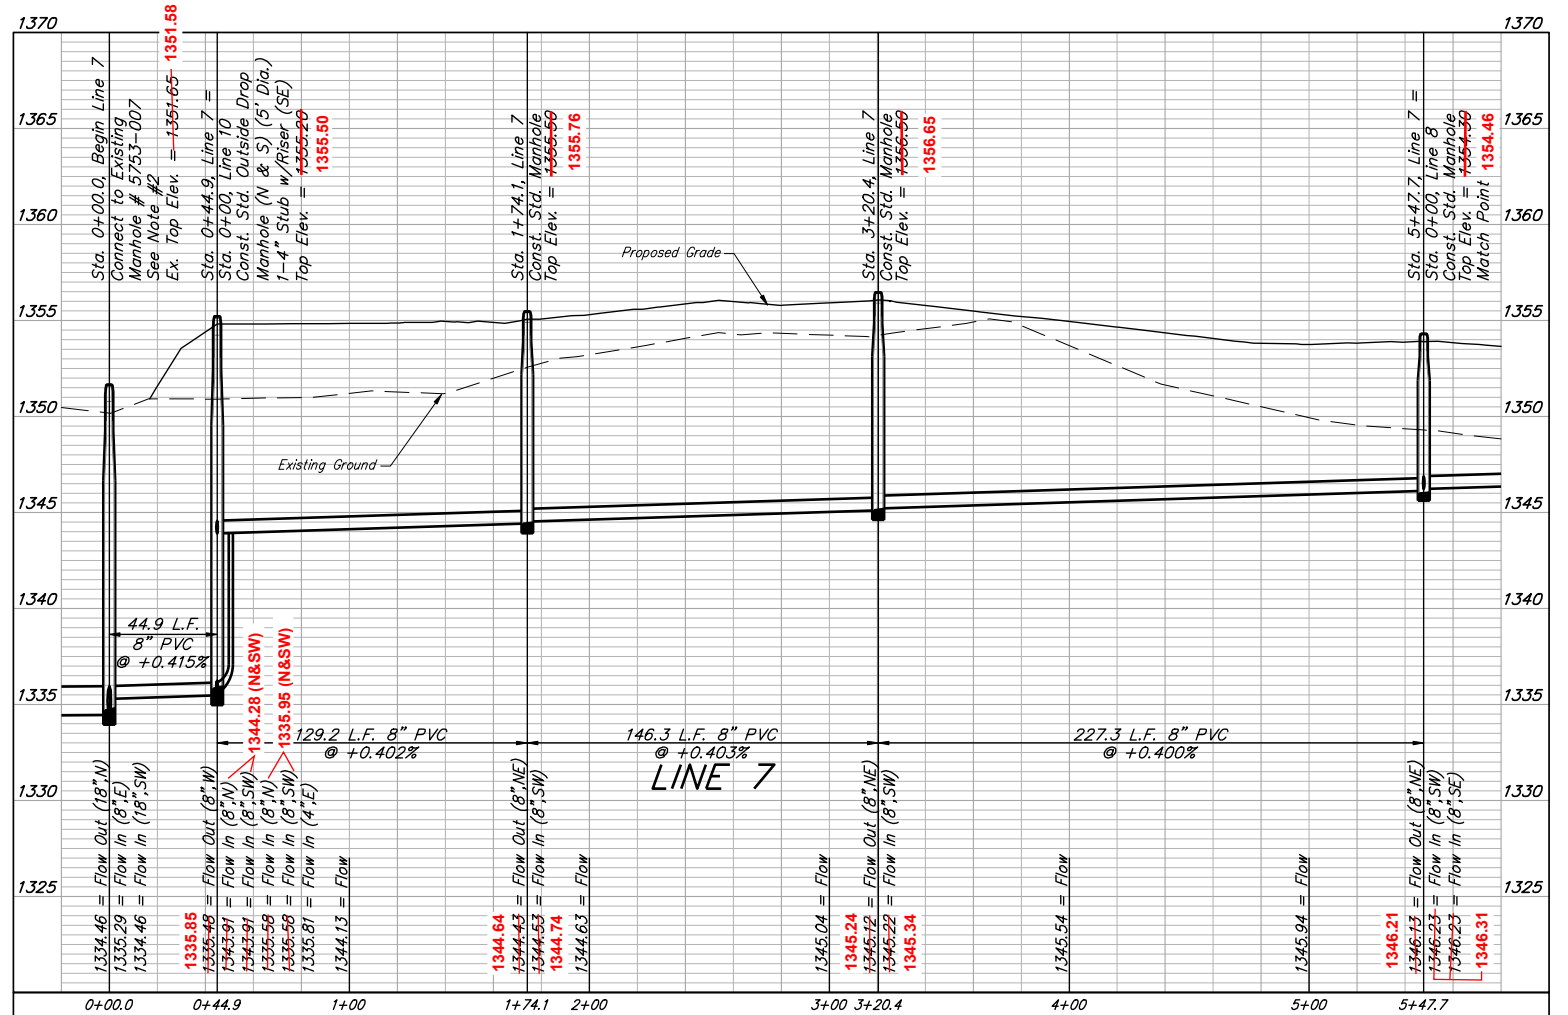 1370
1365
1360
1355
1350
1345
1340
1335
1330
1325
Sta. 0+00.0, Begin Line 7
Connect to Existing
Manhole # 5753-007
See Note #2
Ex. Top Elev. = 1351.65 1351.58
Sta. 0+44.9, Line 7 =
Sta. 0+00, Line 10
Const. Std. Outside Drop
Manhole (N & S) (5' Dia.)
1-4" Stub w/Riser (SE)
Top Elev. = 1355.20
1355.50
Sta. 1+74.1, Line 7
Const. Std. Manhole
Top Elev. = 1355.50
1355.76
Sta. 3+20.4, Line 7
Const. Std. Manhole
Top Elev. = 1356.50
1356.65
Sta. 5+47.7, Line 7 =
Sta. 0+00, Line 8
Const. Std. Manhole
Top Elev. = 1354.30
Match Point 1354.46
1370
1365
1360
1355
1350
1345
1340
1335
1330
1325
Proposed Grade
Existing Ground
44.9 L.F.
8" PVC
@ +0.415%
129.2 L.F. 8" PVC
@ +0.402%
146.3 L.F. 8" PVC
@ +0.403%
227.3 L.F. 8" PVC
@ +0.400%
LINE 7
1344.28 (N&SW)
1335.95 (N&SW)
1334.46 = Flow Out (18",N)
1335.29 = Flow In (8",E)
1334.46 = Flow In (18",SW)
1335.85
1335.48 = Flow Out (8",W)
1343.91 = Flow In (8",N)
1343.91 = Flow In (8",SW)
1335.58 = Flow In (8",N)
1335.58 = Flow In (8",SW)
1335.81 = Flow In (4",E)
1344.13 = Flow
1344.64
1344.43 = Flow Out (8",NE)
1344.53 = Flow In (8",SW)
1344.74
1344.63 = Flow
1345.04 = Flow
1345.24
1345.12 = Flow Out (8",NE)
1345.22 = Flow In (8",SW)
1345.34
1345.54 = Flow
1345.94 = Flow
1346.21
1346.13 = Flow Out (8",NE)
1346.23 = Flow In (8",SW)
1346.23 = Flow In (8",SE)
1346.31
0+00.0 0+44.9 1+00 1+74.1 2+00 3+00 3+20.4 4+00 5+00 5+47.7